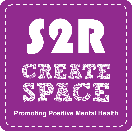 S2R
CREATE
SPACE
Promoting Positive Mental Health